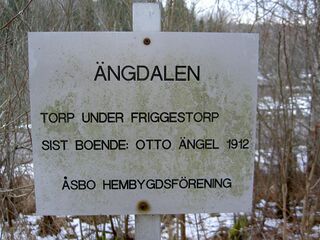 ÄNGDALEN
TORP UNDER FRIGGESTORP
SIST BOENDE: OTTO ÄNGEL 1912
ÅSBO HEMBYGDSFÖRENING